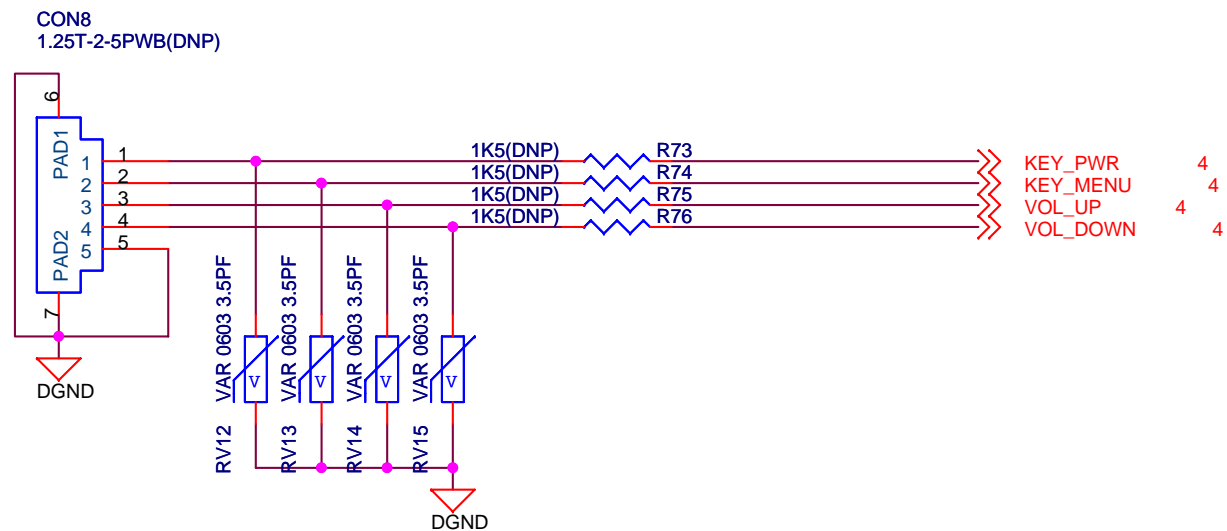 CON8
1.25T-2-5PWB(DNP)
6
PAD1
PAD2
7
1
2
3
4
5
1
2
3
4
5
1K5(DNP) R73
1K5(DNP) R74
1K5(DNP) R75
1K5(DNP) R76
KEY_PWR 4
KEY_MENU 4
VOL_UP 4
VOL_DOWN 4
RV12 VAR 0603 3.5PF
V
RV13 VAR 0603 3.5PF
V
RV14 VAR 0603 3.5PF
V
RV15 VAR 0603 3.5PF
V
DGND
DGND